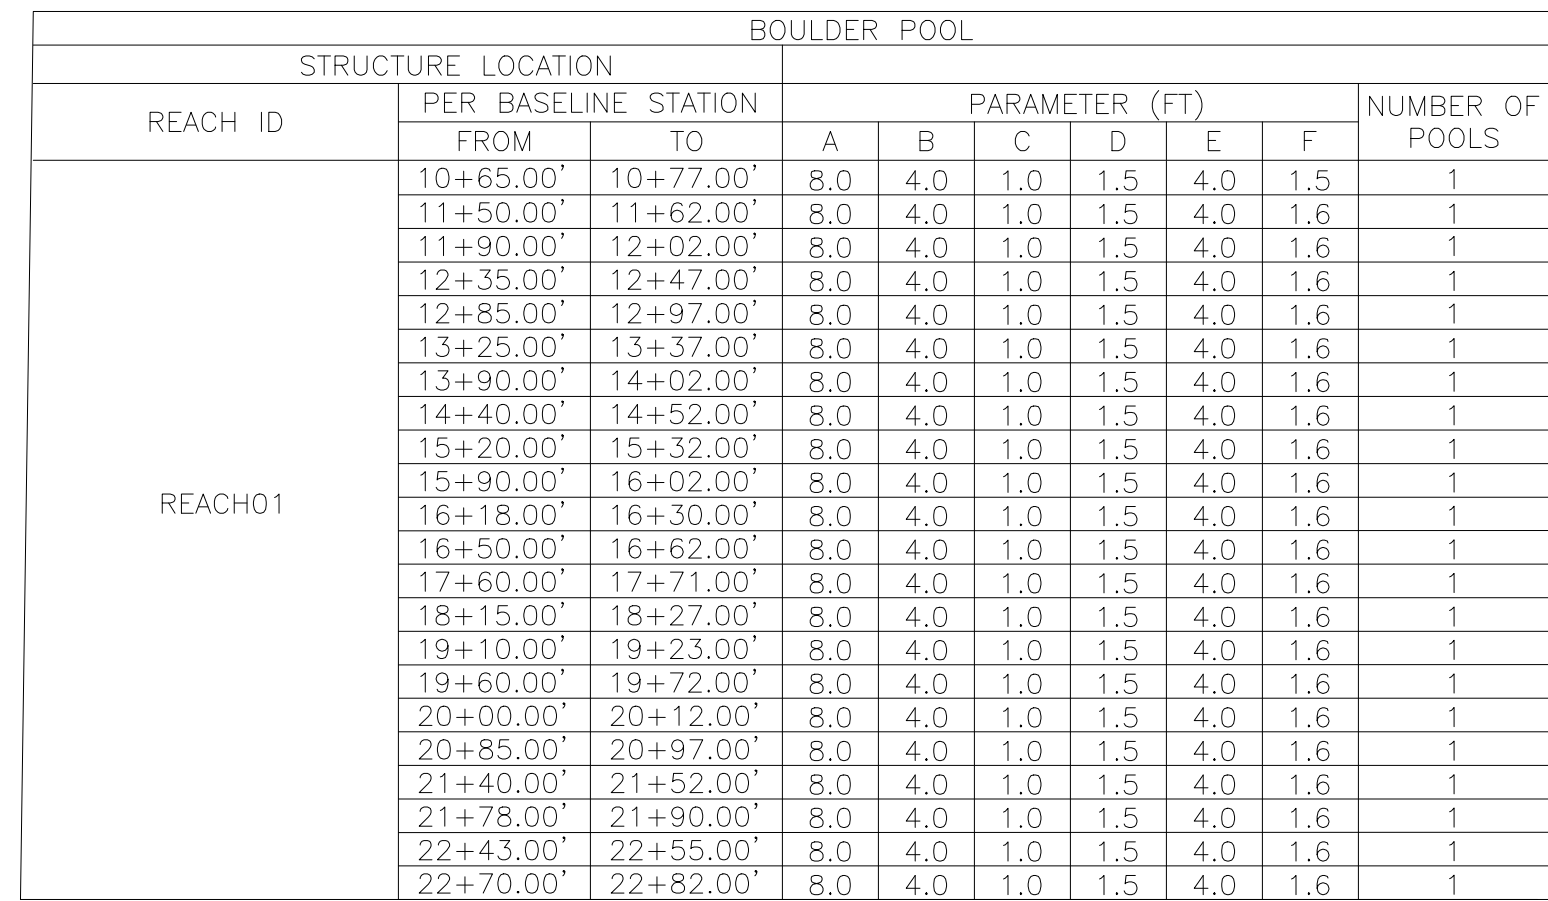 BOULDER POOL
STRUCTURE LOCATION
REACH ID PER BASELINE STATION PARAMETER (FT) NUMBER OF POOLS
FROM TO A B C D E F
REACH01
10+65.00' 10+77.00' 8.0 4.0 1.0 1.5 4.0 1.5 1
11+50.00' 11+62.00' 8.0 4.0 1.0 1.5 4.0 1.6 1
11+90.00' 12+02.00' 8.0 4.0 1.0 1.5 4.0 1.6 1
12+35.00' 12+47.00' 8.0 4.0 1.0 1.5 4.0 1.6 1
12+85.00' 12+97.00' 8.0 4.0 1.0 1.5 4.0 1.6 1
13+25.00' 13+37.00' 8.0 4.0 1.0 1.5 4.0 1.6 1
13+90.00' 14+02.00' 8.0 4.0 1.0 1.5 4.0 1.6 1
14+40.00' 14+52.00' 8.0 4.0 1.0 1.5 4.0 1.6 1
15+20.00' 15+32.00' 8.0 4.0 1.0 1.5 4.0 1.6 1
15+90.00' 16+02.00' 8.0 4.0 1.0 1.5 4.0 1.6 1
16+18.00' 16+30.00' 8.0 4.0 1.0 1.5 4.0 1.6 1
16+50.00' 16+62.00' 8.0 4.0 1.0 1.5 4.0 1.6 1
17+60.00' 17+71.00' 8.0 4.0 1.0 1.5 4.0 1.6 1
18+15.00' 18+27.00' 8.0 4.0 1.0 1.5 4.0 1.6 1
19+10.00' 19+23.00' 8.0 4.0 1.0 1.5 4.0 1.6 1
19+60.00' 19+72.00' 8.0 4.0 1.0 1.5 4.0 1.6 1
20+00.00' 20+12.00' 8.0 4.0 1.0 1.5 4.0 1.6 1
20+85.00' 20+97.00' 8.0 4.0 1.0 1.5 4.0 1.6 1
21+40.00' 21+52.00' 8.0 4.0 1.0 1.5 4.0 1.6 1
21+78.00' 21+90.00' 8.0 4.0 1.0 1.5 4.0 1.6 1
22+43.00' 22+55.00' 8.0 4.0 1.0 1.5 4.0 1.6 1
22+70.00' 22+82.00' 8.0 4.0 1.0 1.5 4.0 1.6 1